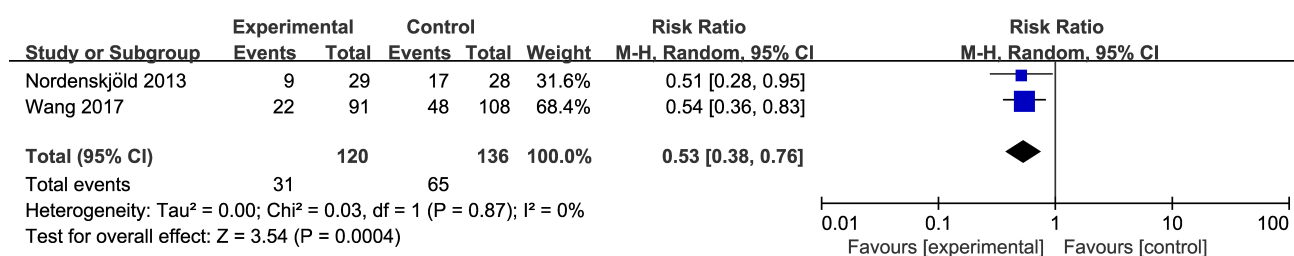 Experimental Control Risk Ratio Risk Ratio
Study or Subgroup Events Total Events Total Weight M-H, Random, 95% CI M-H, Random, 95% CI
Nordenskjöld 2013 9 29 17 28 31.6% 0.51 [0.28, 0.95]
Wang 2017 22 91 48 108 68.4% 0.54 [0.36, 0.83]
Total (95% CI) 120 136 100.0% 0.53 [0.38, 0.76]
Total events 31 65
Heterogeneity: Tau² = 0.00; Chi² = 0.03, df = 1 (P = 0.87); I² = 0%
Test for overall effect: Z = 3.54 (P = 0.0004)
0.01 0.1 1 10 100
Favours [experimental] Favours [control]